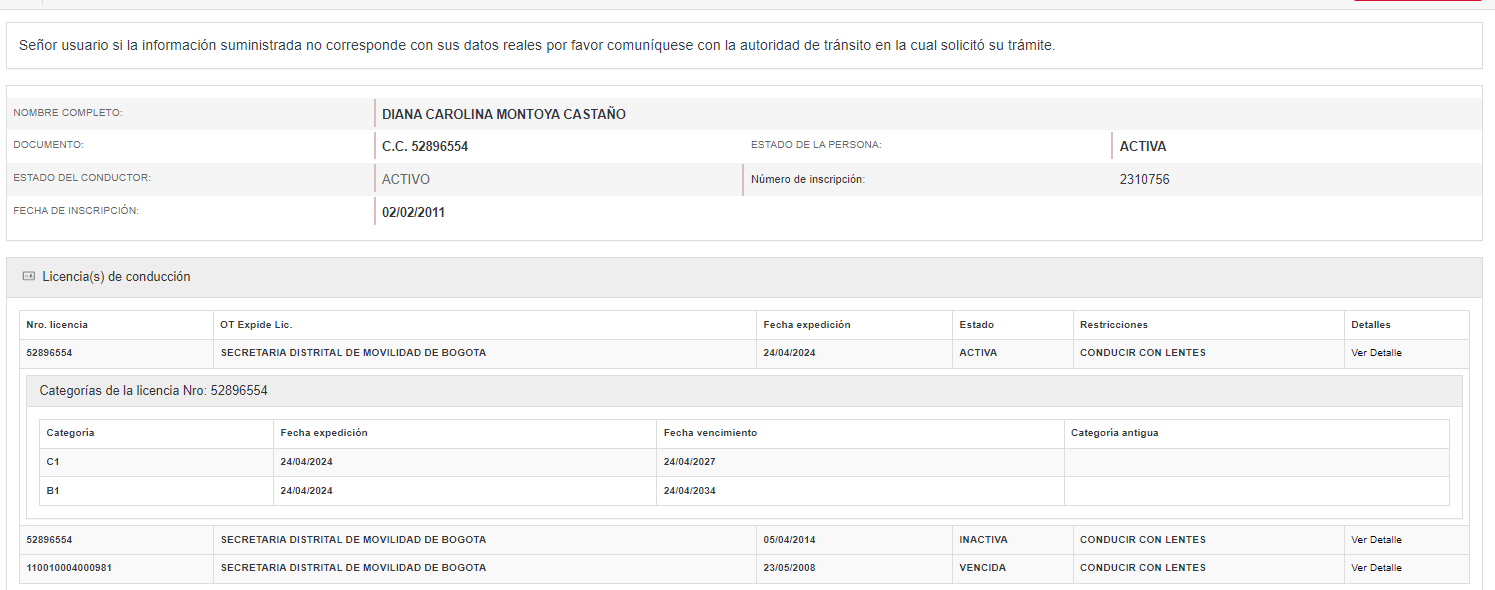 Señor usuario si la información suministrada no corresponde con sus datos reales por favor comuníquese con la autoridad de tránsito en la cual solicitó su trámite.
NOMBRE COMPLETO: DIANA CAROLINA MONTOYA CASTAÑO
DOCUMENTO: C.C. 52896554 ESTADO DE LA PERSONA: ACTIVA
ESTADO DEL CONDUCTOR: ACTIVO Número de inscripción: 2310756
FECHA DE INSCRIPCIÓN: 02/02/2011
Licencia(s) de conducción
Nro. licencia OT Expide Lic. Fecha expedición Estado Restricciones Detalles
52896554 SECRETARIA DISTRITAL DE MOVILIDAD DE BOGOTA 24/04/2024 ACTIVA CONDUCIR CON LENTES Ver Detalle
Categorías de la licencia Nro: 52896554
Categoría Fecha expedición Fecha vencimiento Categoría antigua
C1 24/04/2024 24/04/2027
B1 24/04/2024 24/04/2034
52896554 SECRETARIA DISTRITAL DE MOVILIDAD DE BOGOTA 05/04/2014 INACTIVA CONDUCIR CON LENTES Ver Detalle
110010004000981 SECRETARIA DISTRITAL DE MOVILIDAD DE BOGOTA 23/05/2008 VENCIDA CONDUCIR CON LENTES Ver Detalle